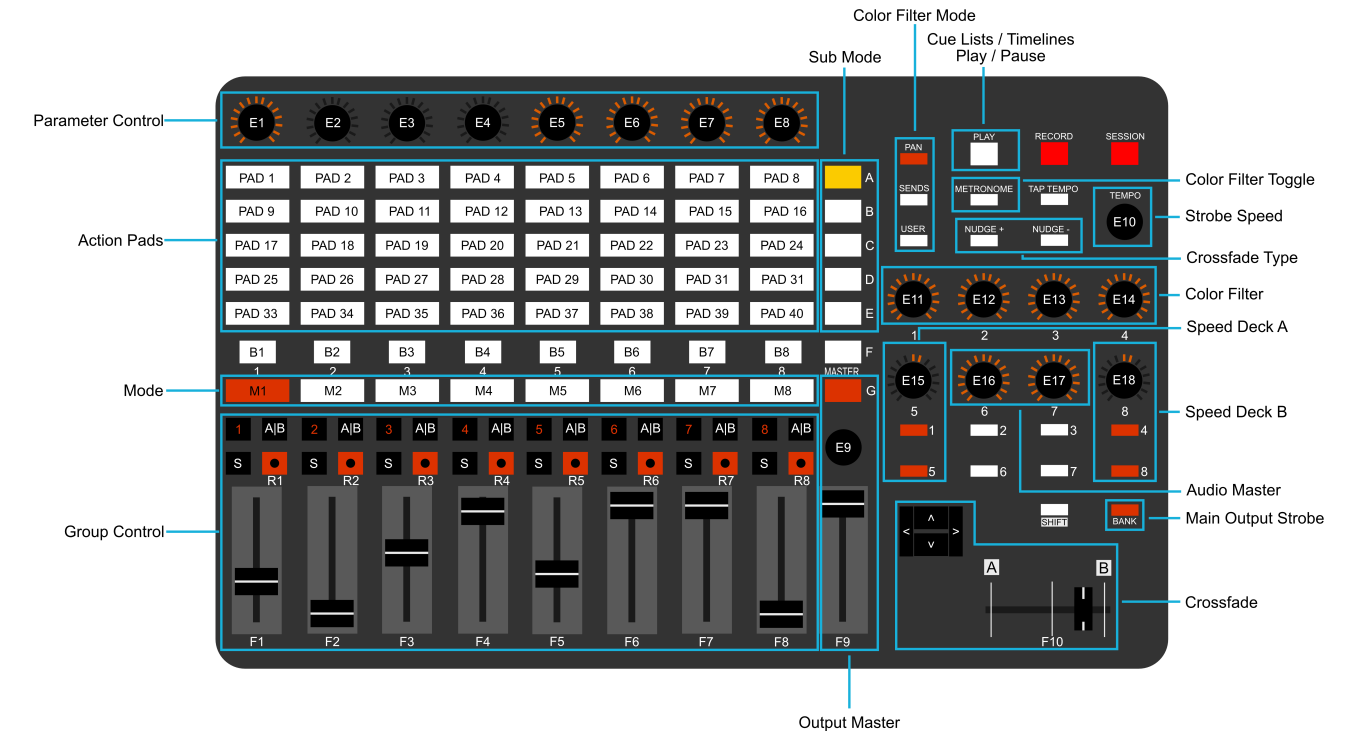 Color Filter Mode
Cue Lists / Timelines
Play / Pause
Sub Mode
Parameter Control
E1 E2 E3 E4 E5 E6 E7 E8
PLAY RECORD SESSION
PAN
PAD 1 PAD 2 PAD 3 PAD 4 PAD 5 PAD 6 PAD 7 PAD 8 A
Color Filter Toggle
SENDS METRONOME TAP TEMPO TEMPO
PAD 9 PAD 10 PAD 11 PAD 12 PAD 13 PAD 14 PAD 15 PAD 16 B
E10 Strobe Speed
USER NUDGE + NUDGE -
Action Pads
PAD 17 PAD 18 PAD 19 PAD 20 PAD 21 PAD 22 PAD 23 PAD 24 C
Crossfade Type
PAD 25 PAD 26 PAD 27 PAD 28 PAD 29 PAD 30 PAD 31 PAD 31 D
E11 E12 E13 E14 Color Filter
PAD 33 PAD 34 PAD 35 PAD 36 PAD 37 PAD 38 PAD 39 PAD 40 E
1 2 3 4
Speed Deck A
B1 B2 B3 B4 B5 B6 B7 B8 F
1 2 3 4 5 6 7 8 MASTER
E15 E16 E17 E18
Mode
M1 M2 M3 M4 M5 M6 M7 M8 G
5 6 7 8
Speed Deck B
1 A|B 2 A|B 3 A|B 4 A|B 5 A|B 6 A|B 7 A|B 8 A|B
1 2 3 4
E9
S S S S S S S S
5 6 7 8
R1 R2 R3 R4 R5 R6 R7 R8
Audio Master
SHIFT BANK
Main Output Strobe
Group Control
< ^ v >
A B
Crossfade
F1 F2 F3 F4 F5 F6 F7 F8 F9 F10
Output Master